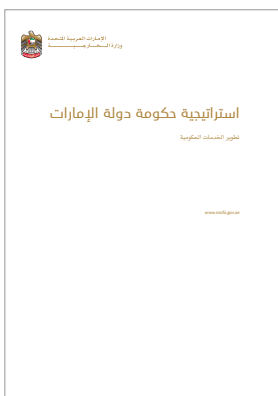 الإمارات العربية المتحدة
وزارة الخارجية
استراتيجية حكومة دولة الإمارات
تطوير الخدمات الحكومية
www.mofa.gov.ae